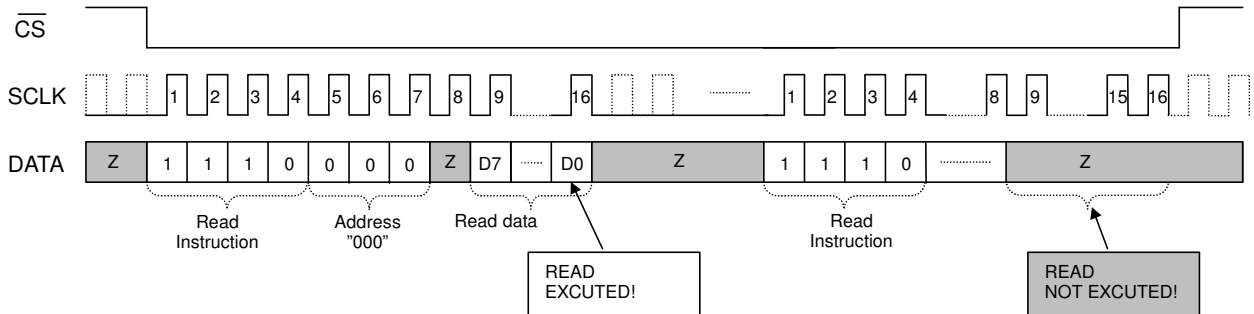 CS
SCLK 1 2 3 4 5 6 7 8 9 16 1 2 3 4 8 9 15 16
DATA Z 1 1 1 0 0 0 0 Z D7 ...... D0 Z 1 1 1 0 Z
Read Instruction
Address "000"
Read data
Read Instruction
READ
EXCUTED!
READ
NOT EXCUTED!